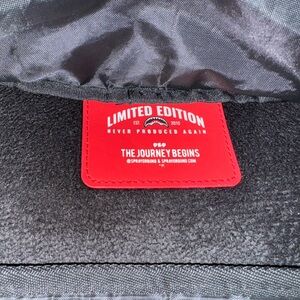 LIMITED EDITION
EST. 2010
NEVER PRODUCED AGAIN
THE JOURNEY BEGINS
@SPRAYGROUND & SPRAYGROUND.COM